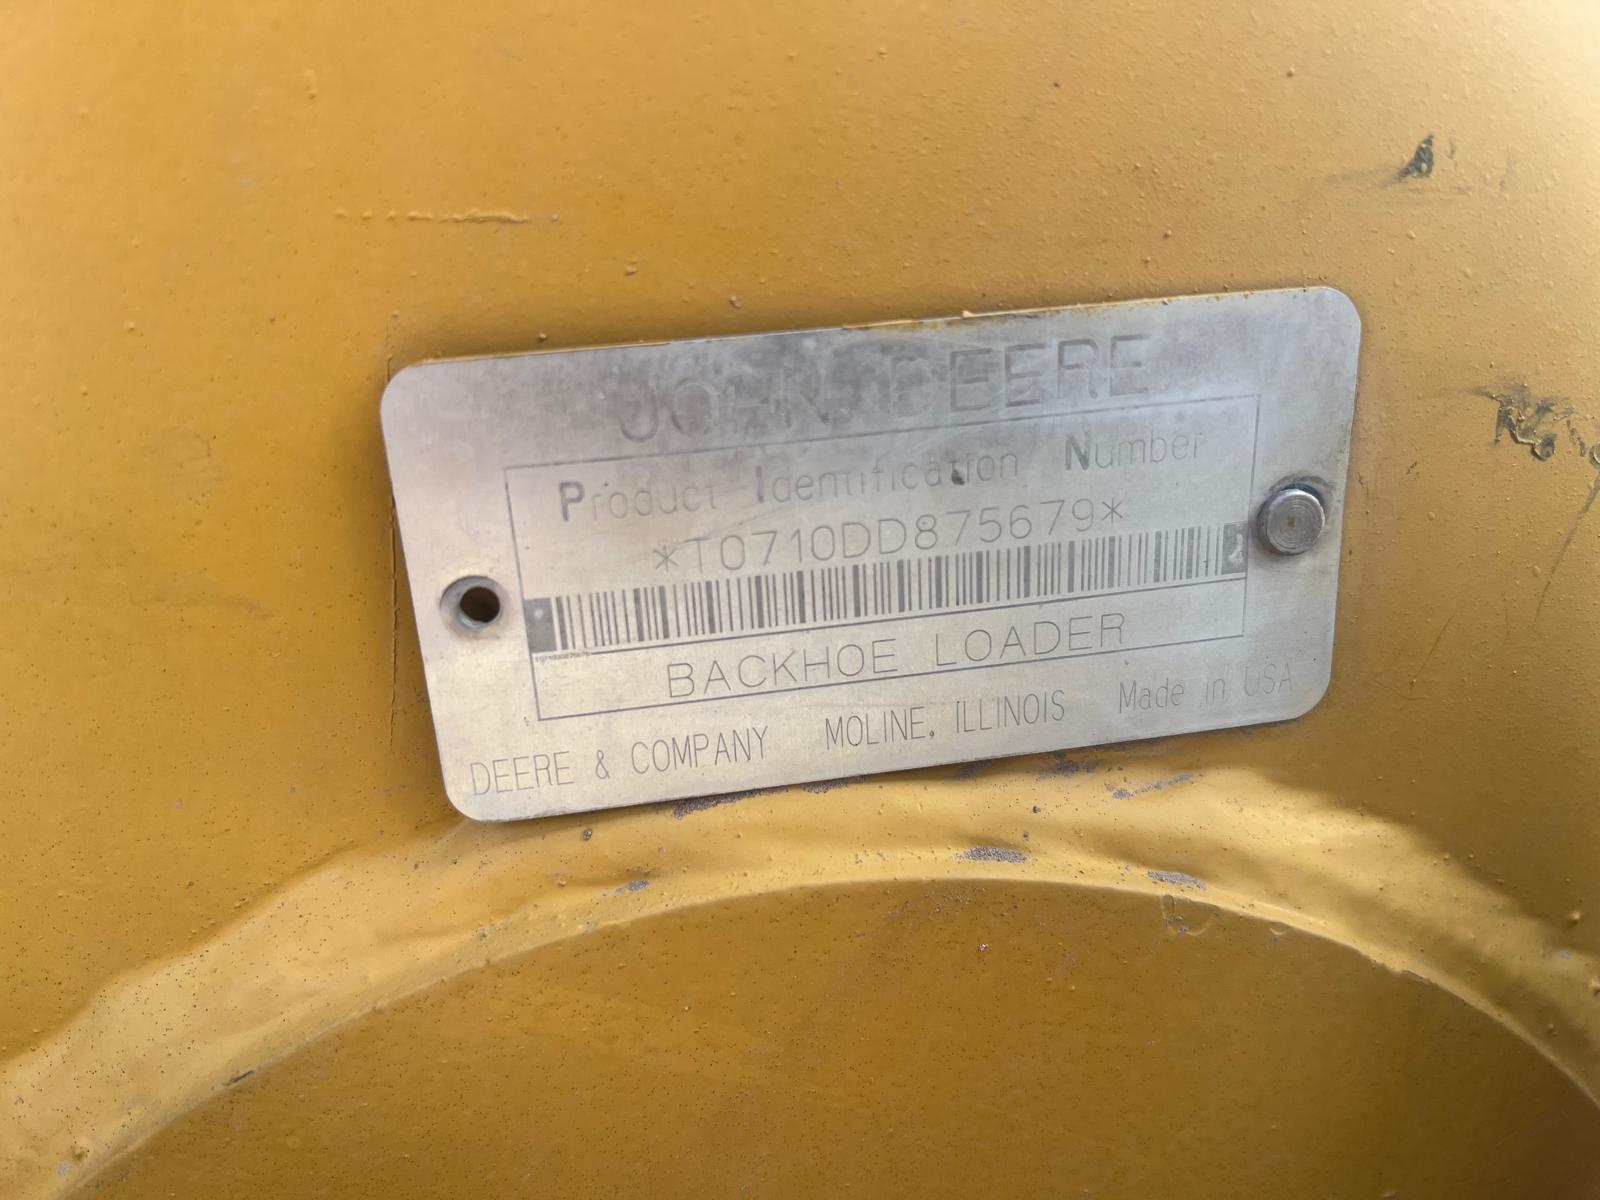 JOHN DEERE
Product Identification Number
*T0710DD875679*
BACKHOE LOADER
DEERE & COMPANY MOLINE, ILLINOIS Made in USA